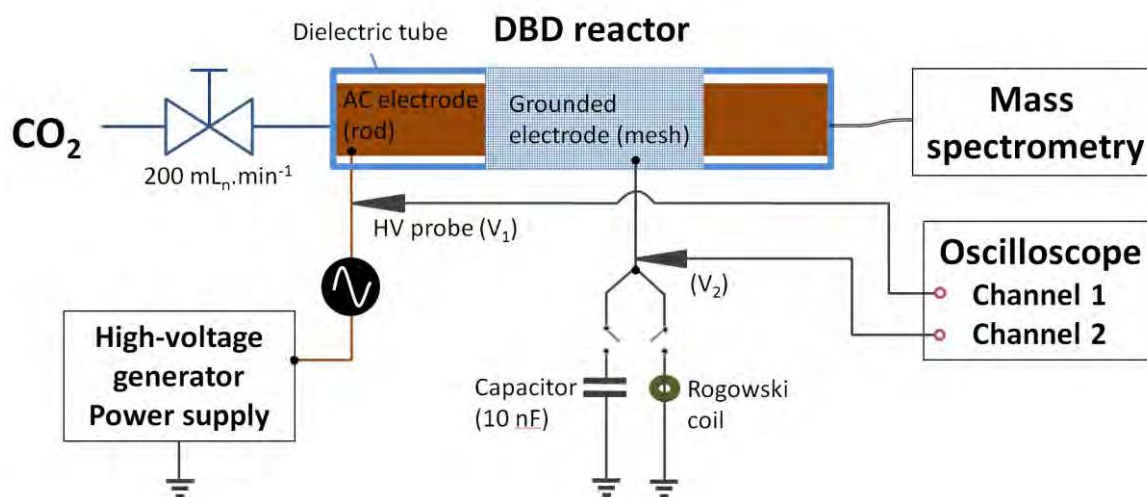 DBD reactor
Dielectric tube
CO₂
200 mLₙ.min⁻¹
AC electrode
(rod)
Grounded
electrode (mesh)
Mass
spectrometry
HV probe (V₁)
(V₂)
Oscilloscope
Channel 1
Channel 2
High-voltage
generator
Power supply
Capacitor
(10 nF)
Rogowski
coil